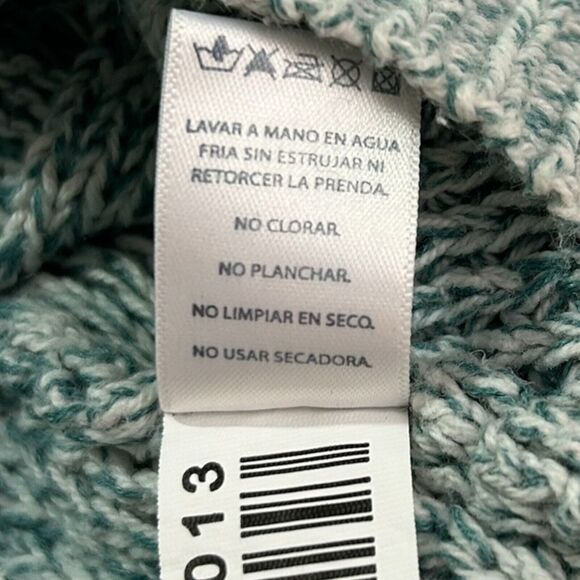 LAVAR A MANO EN AGUA
FRIA SIN ESTRUJAR NI
RETORCER LA PRENDA.
NO CLORAR.
NO PLANCHAR.
NO LIMPIAR EN SECO.
NO USAR SECADORA.
013